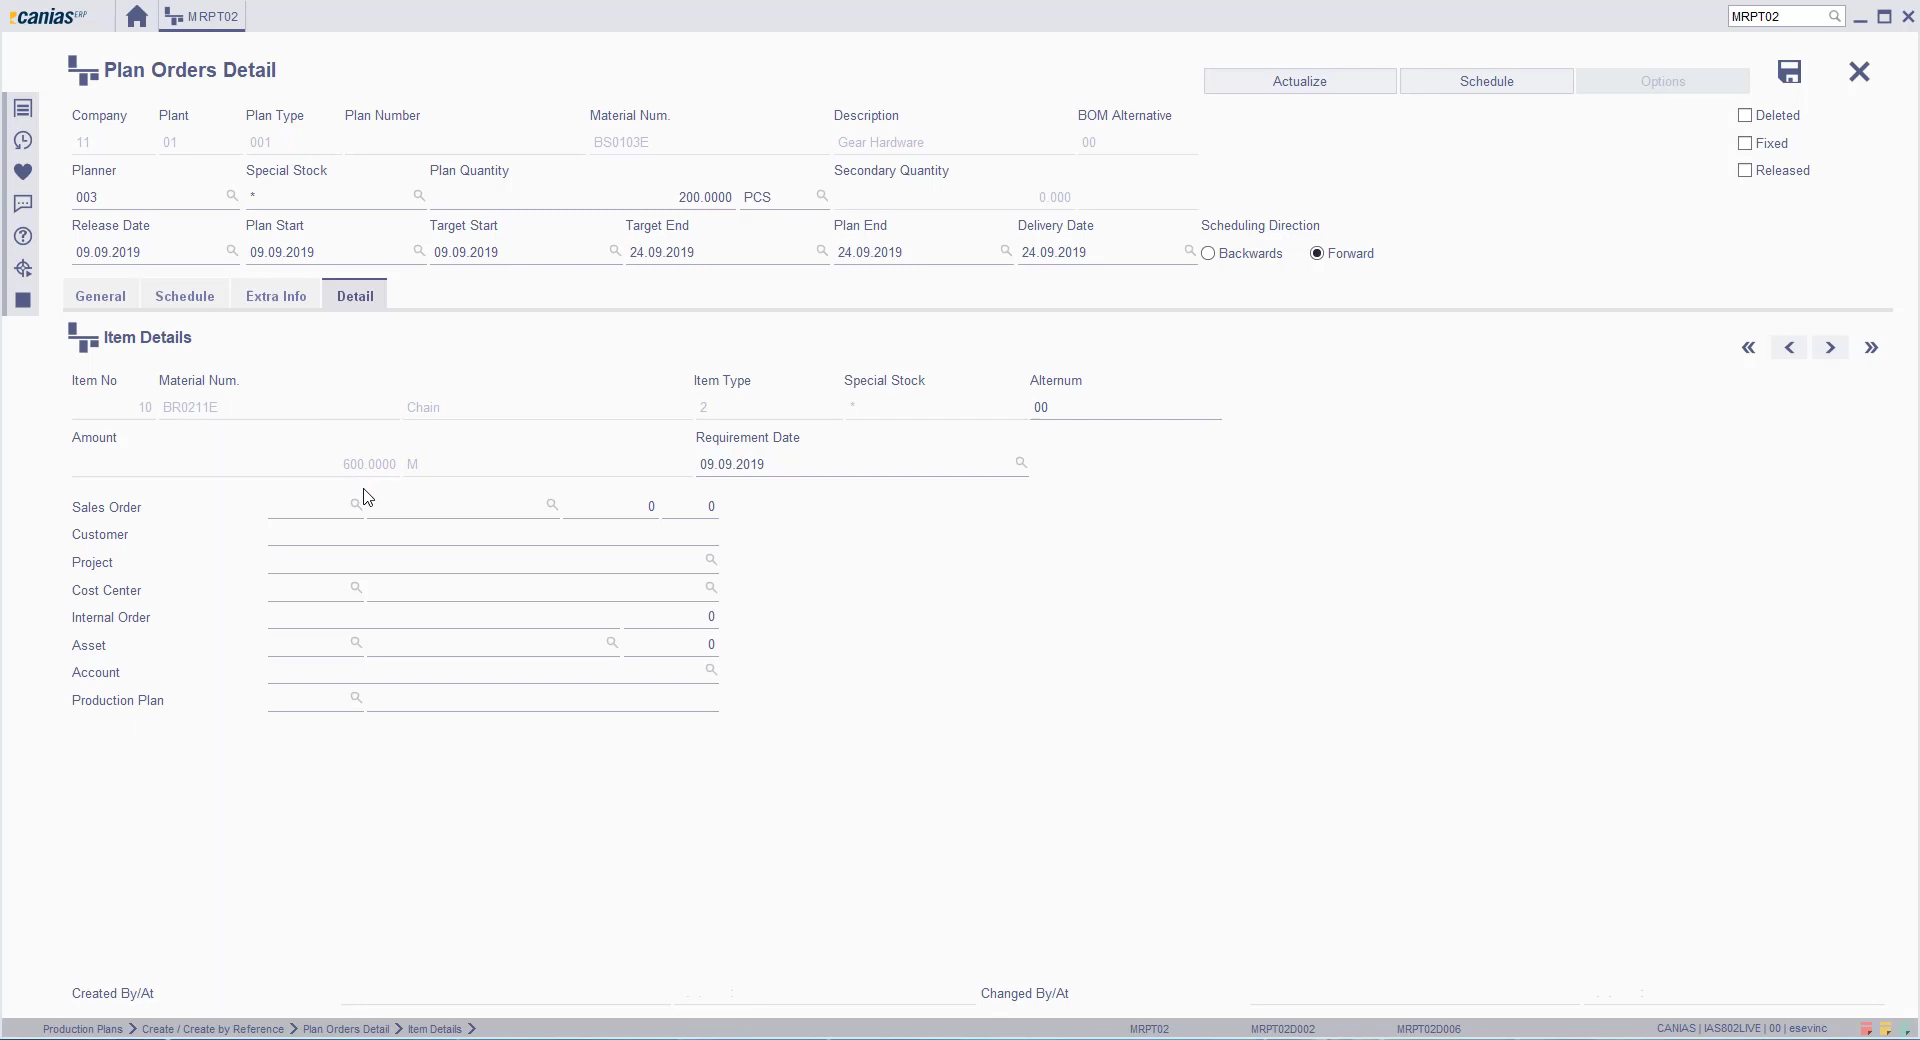 canias ERP MRPT02 MRPT02
Plan Orders Detail
Actualize Schedule Options
Company Plant Plan Type Plan Number Material Num. Description BOM Alternative Deleted
11 01 001 BS0103E Gear Hardware 00 Fixed
Planner Special Stock Plan Quantity Secondary Quantity Released
003 * 200.0000 PCS 0.000
Release Date Plan Start Target Start Target End Plan End Delivery Date Scheduling Direction
09.09.2019 09.09.2019 09.09.2019 24.09.2019 24.09.2019 24.09.2019 Backwards Forward
General Schedule Extra Info Detail
Item Details
Item No Material Num. Item Type Special Stock Alternum
10 BR0211E Chain 2 * 00
Amount Requirement Date
600.0000 M 09.09.2019
Sales Order 0 0
Customer
Project
Cost Center
Internal Order 0
Asset 0
Account
Production Plan
Created By/At . . : Changed By/At . . :
Production Plans Create / Create by Reference Plan Orders Detail Item Details MRPT02 MRPT02D002 MRPT02D006 CANIAS | IAS802LIVE | 00 | esevinc